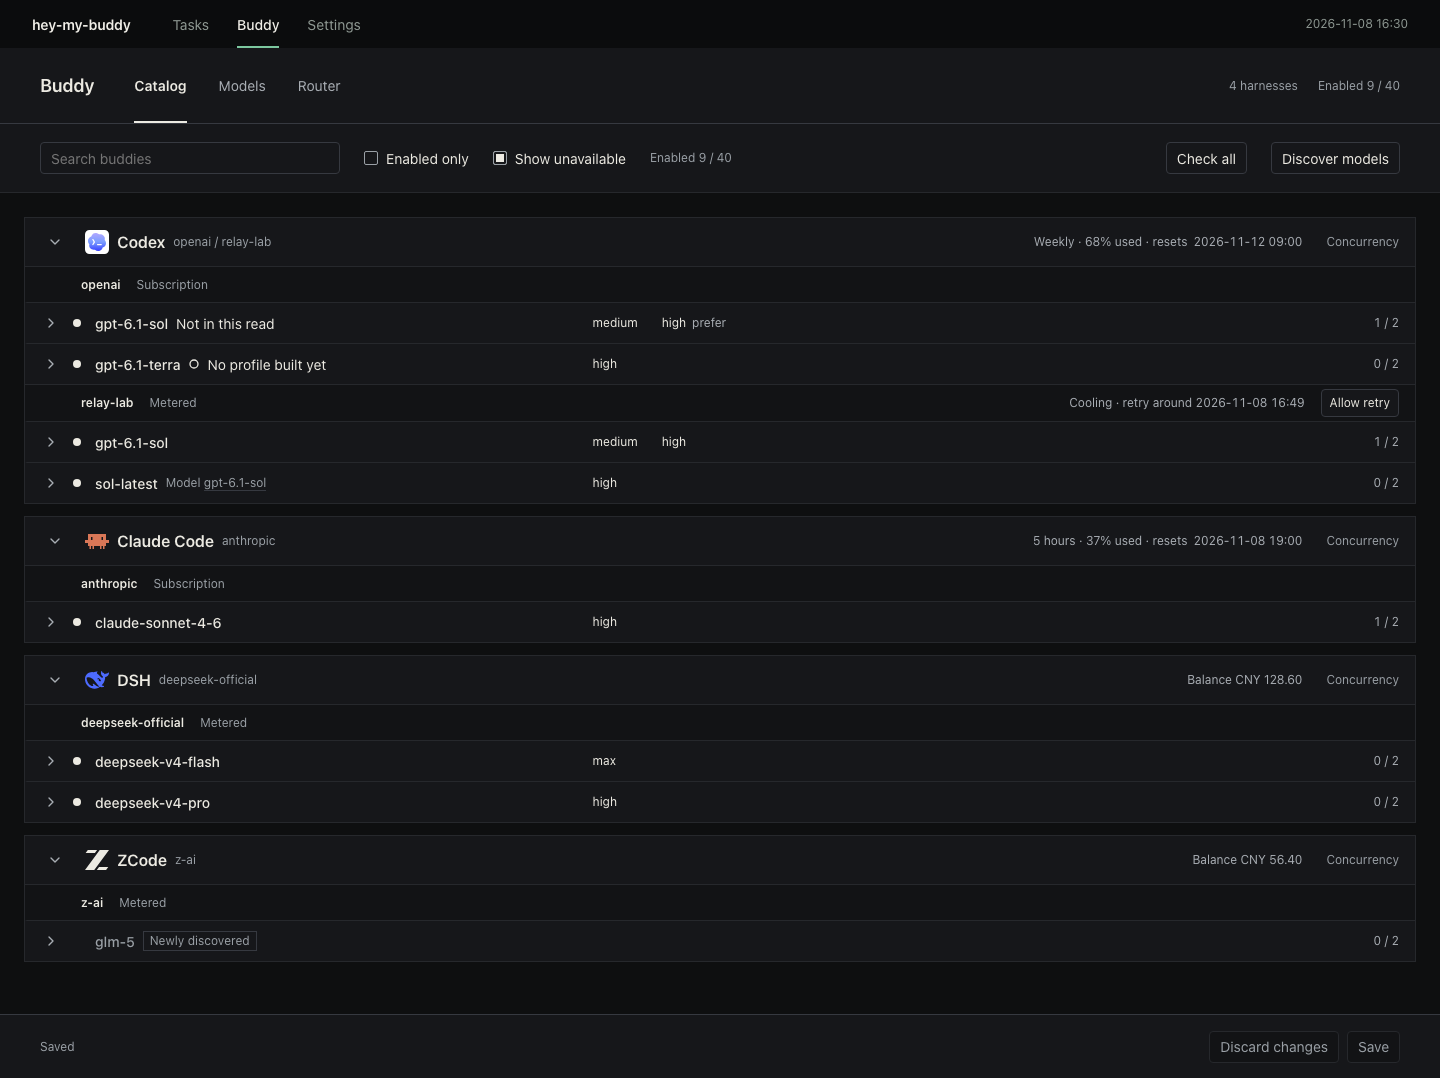 hey-my-buddy Tasks Buddy Settings 2026-11-08 16:30
Buddy Catalog Models Router 4 harnesses Enabled 9 / 40
Search buddies Enabled only Show unavailable Enabled 9 / 40 Check all Discover models
Codex openai / relay-lab Weekly · 68% used · resets 2026-11-12 09:00 Concurrency
openai Subscription
gpt-6.1-sol Not in this read medium high prefer 1 / 2
gpt-6.1-terra No profile built yet high 0 / 2
relay-lab Metered Cooling · retry around 2026-11-08 16:49 Allow retry
gpt-6.1-sol medium high 1 / 2
sol-latest Model gpt-6.1-sol high 0 / 2
Claude Code anthropic 5 hours · 37% used · resets 2026-11-08 19:00 Concurrency
anthropic Subscription
claude-sonnet-4-6 high 1 / 2
DSH deepseek-official Balance CNY 128.60 Concurrency
deepseek-official Metered
deepseek-v4-flash max 0 / 2
deepseek-v4-pro high 0 / 2
ZCode z-ai Balance CNY 56.40 Concurrency
z-ai Metered
glm-5 Newly discovered 0 / 2
Saved Discard changes Save